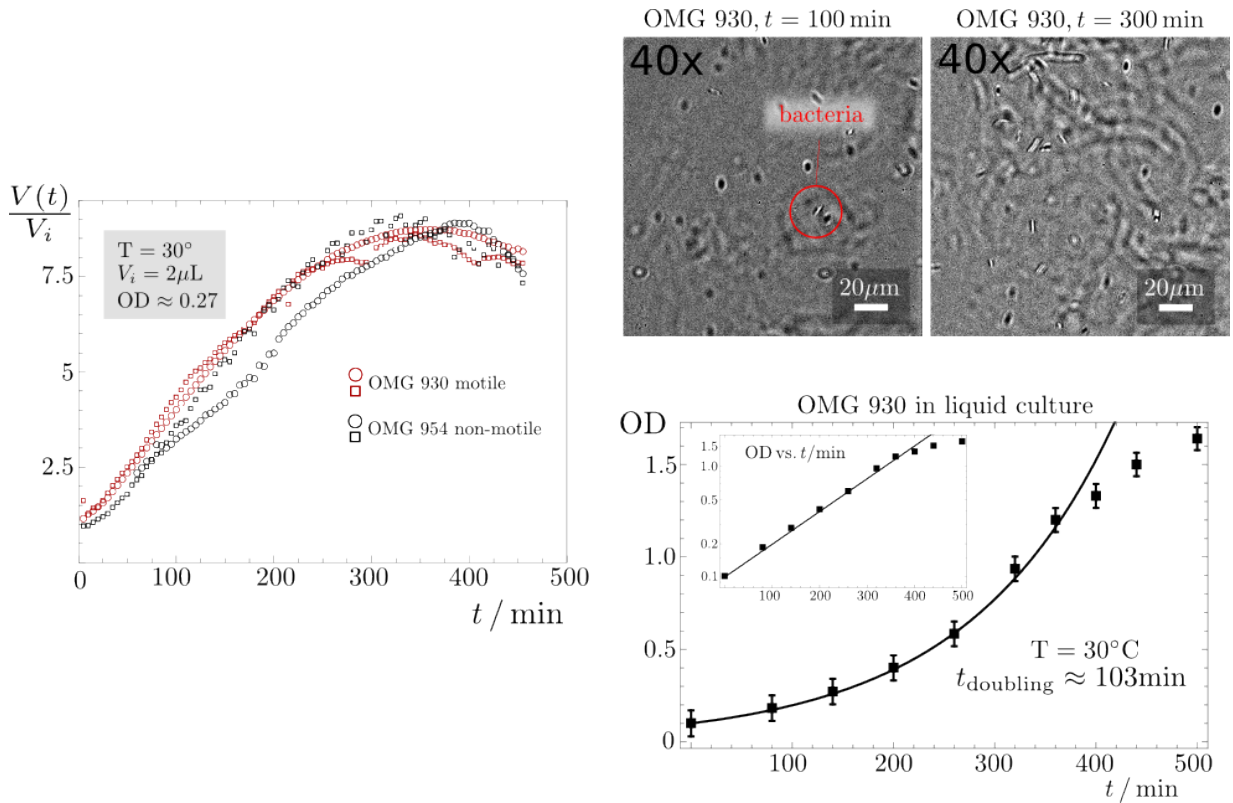 V(t)
V_i
7.5
5
2.5
0
100
200
300
400
500
t / min
T = 30°
V_i = 2μL
OD ≈ 0.27
OMG 930 motile
OMG 954 non-motile
OMG 930, t = 100 min
40x
bacteria
20μm
OMG 930, t = 300 min
40x
20μm
OMG 930 in liquid culture
OD
1.5
1.0
0.5
0
100
200
300
400
500
t / min
OD vs. t/min
1.5
1.0
0.5
0.2
0.1
100
200
300
400
500
T = 30°C
t_doubling ≈ 103min